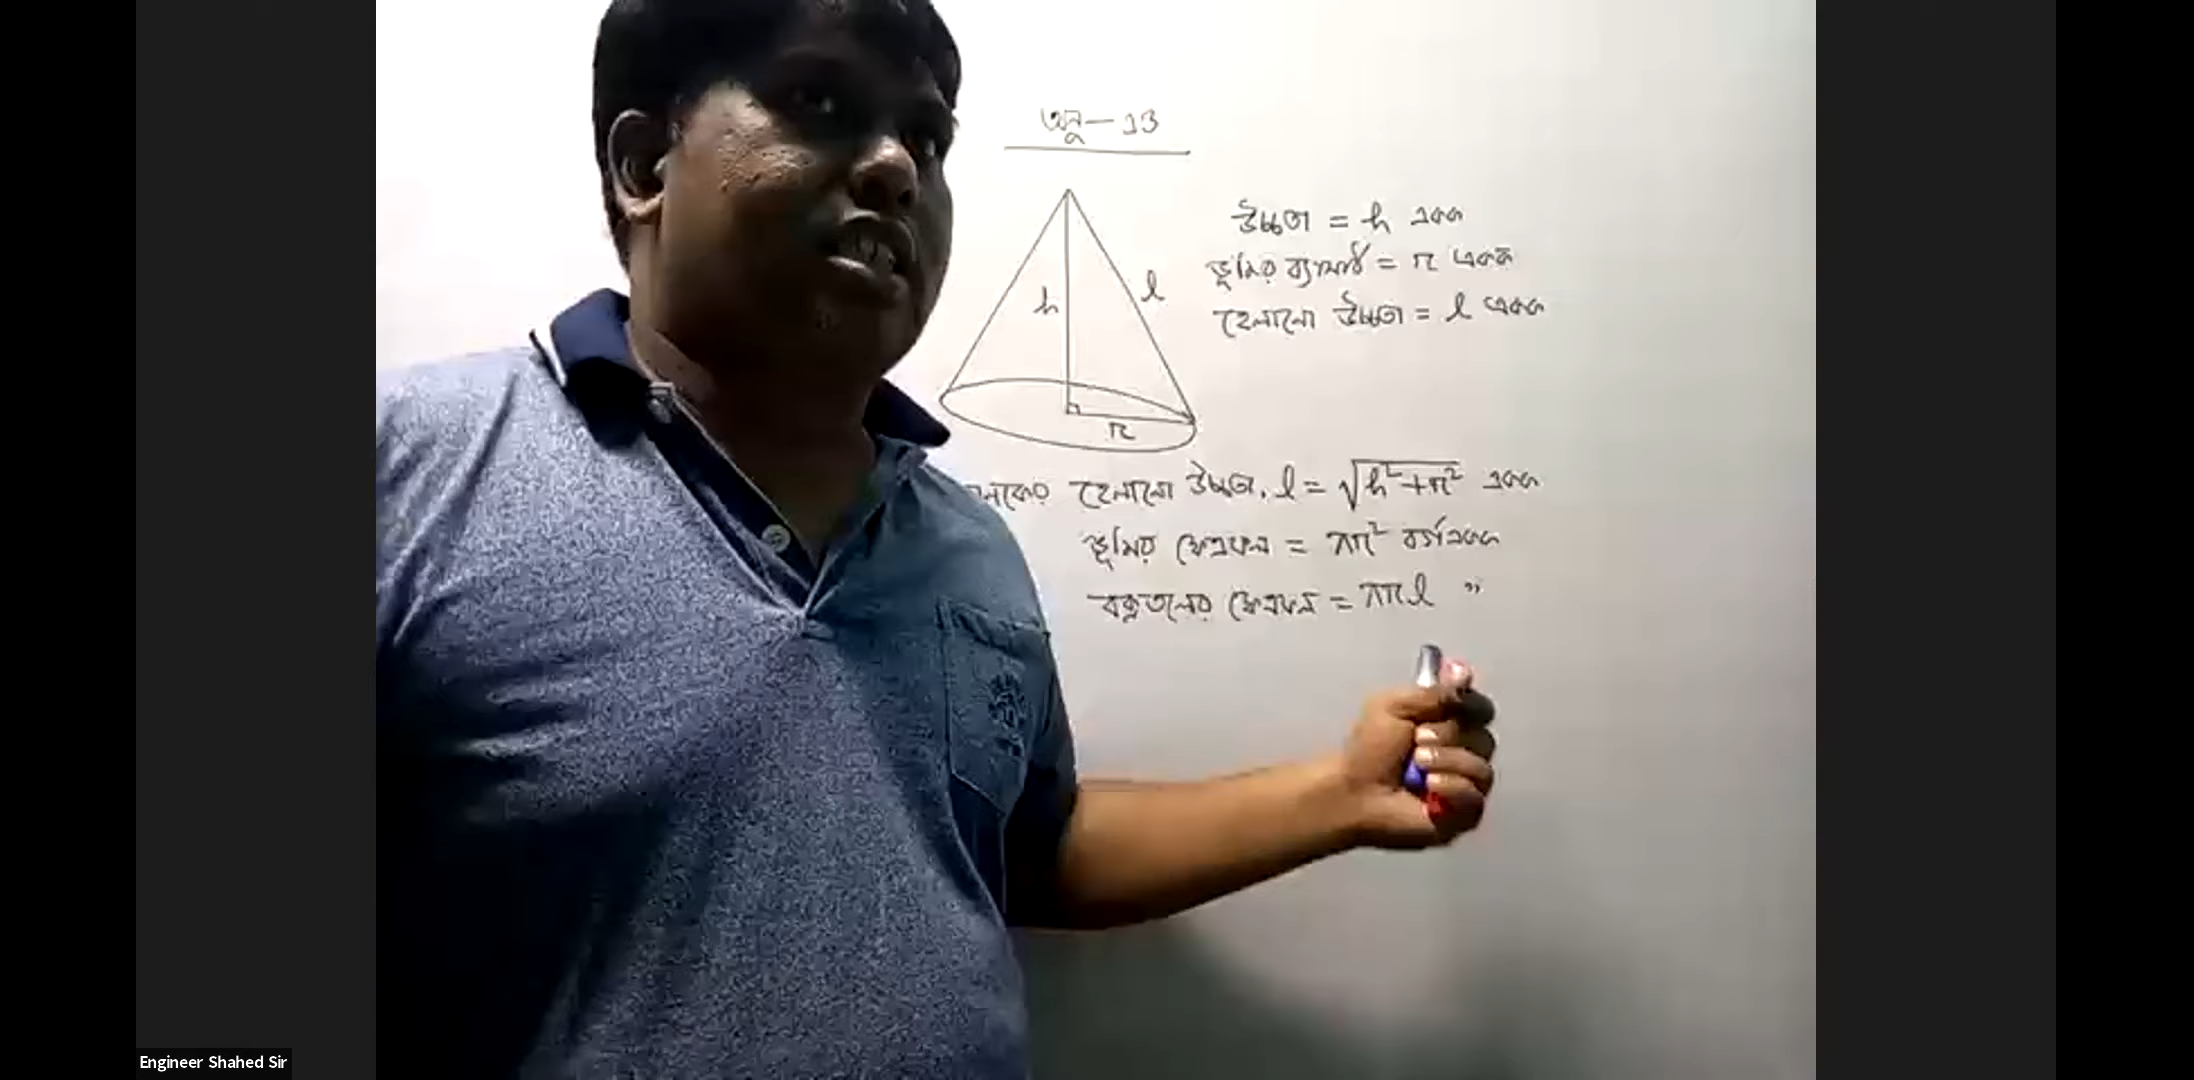 অনু — 13
উচ্চতা = h একক
ভূমির ব্যাসার্ধ = r একক
হেলানো উচ্চতা = l একক
h
l
r
হেলানো উচ্চতা, l = √(h²+r²) একক
ভূমির ক্ষেত্রফল = πr² বর্গএকক
বক্রতলের ক্ষেত্রফল = πrl "
Engineer Shahed Sir